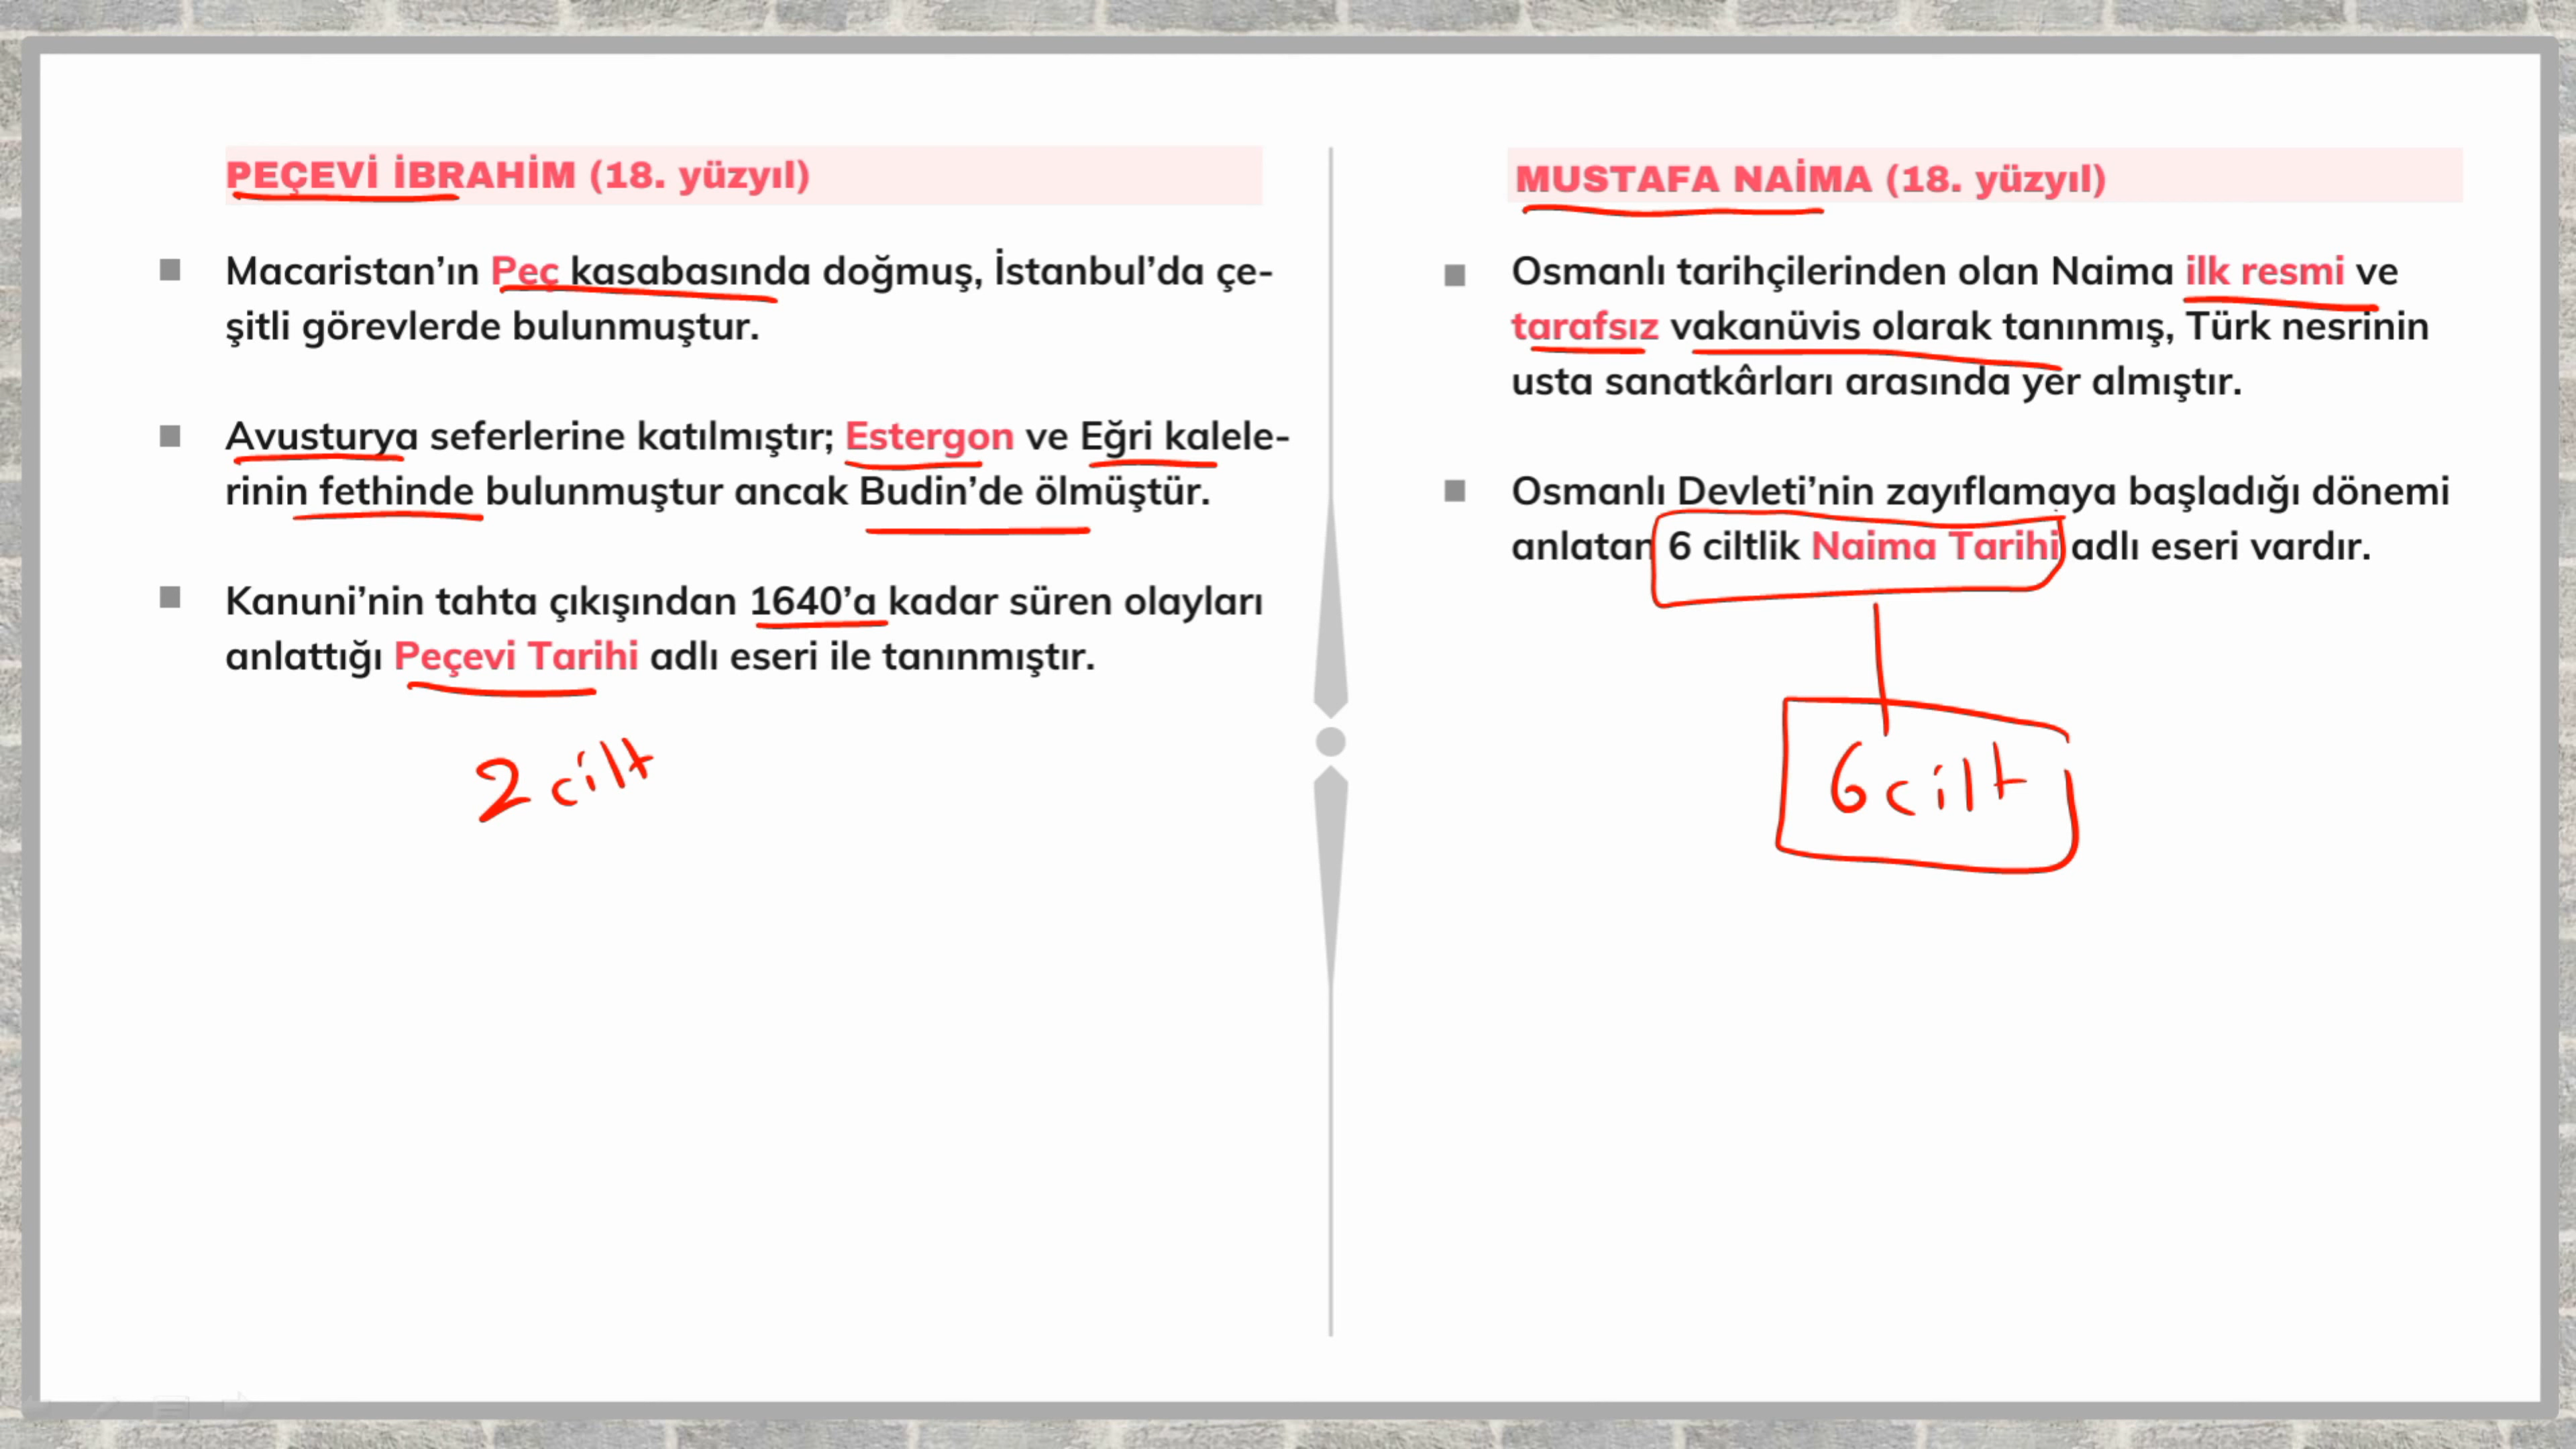 PEÇEVİ İBRAHİM (18. yüzyıl)
Macaristan’ın Peç kasabasında doğmuş, İstanbul’da çe-
şitli görevlerde bulunmuştur.
Avusturya seferlerine katılmıştır; Estergon ve Eğri kalele-
rinin fethinde bulunmuştur ancak Budin’de ölmüştür.
Kanuni’nin tahta çıkışından 1640’a kadar süren olayları
anlattığı Peçevi Tarihi adlı eseri ile tanınmıştır.
2 cilt
MUSTAFA NAİMA (18. yüzyıl)
Osmanlı tarihçilerinden olan Naima ilk resmi ve
tarafsız vakanüvis olarak tanınmış, Türk nesrinin
usta sanatkârları arasında yer almıştır.
Osmanlı Devleti’nin zayıflamaya başladığı dönemi
anlatan 6 ciltlik Naima Tarihi adlı eseri vardır.
6 cilt